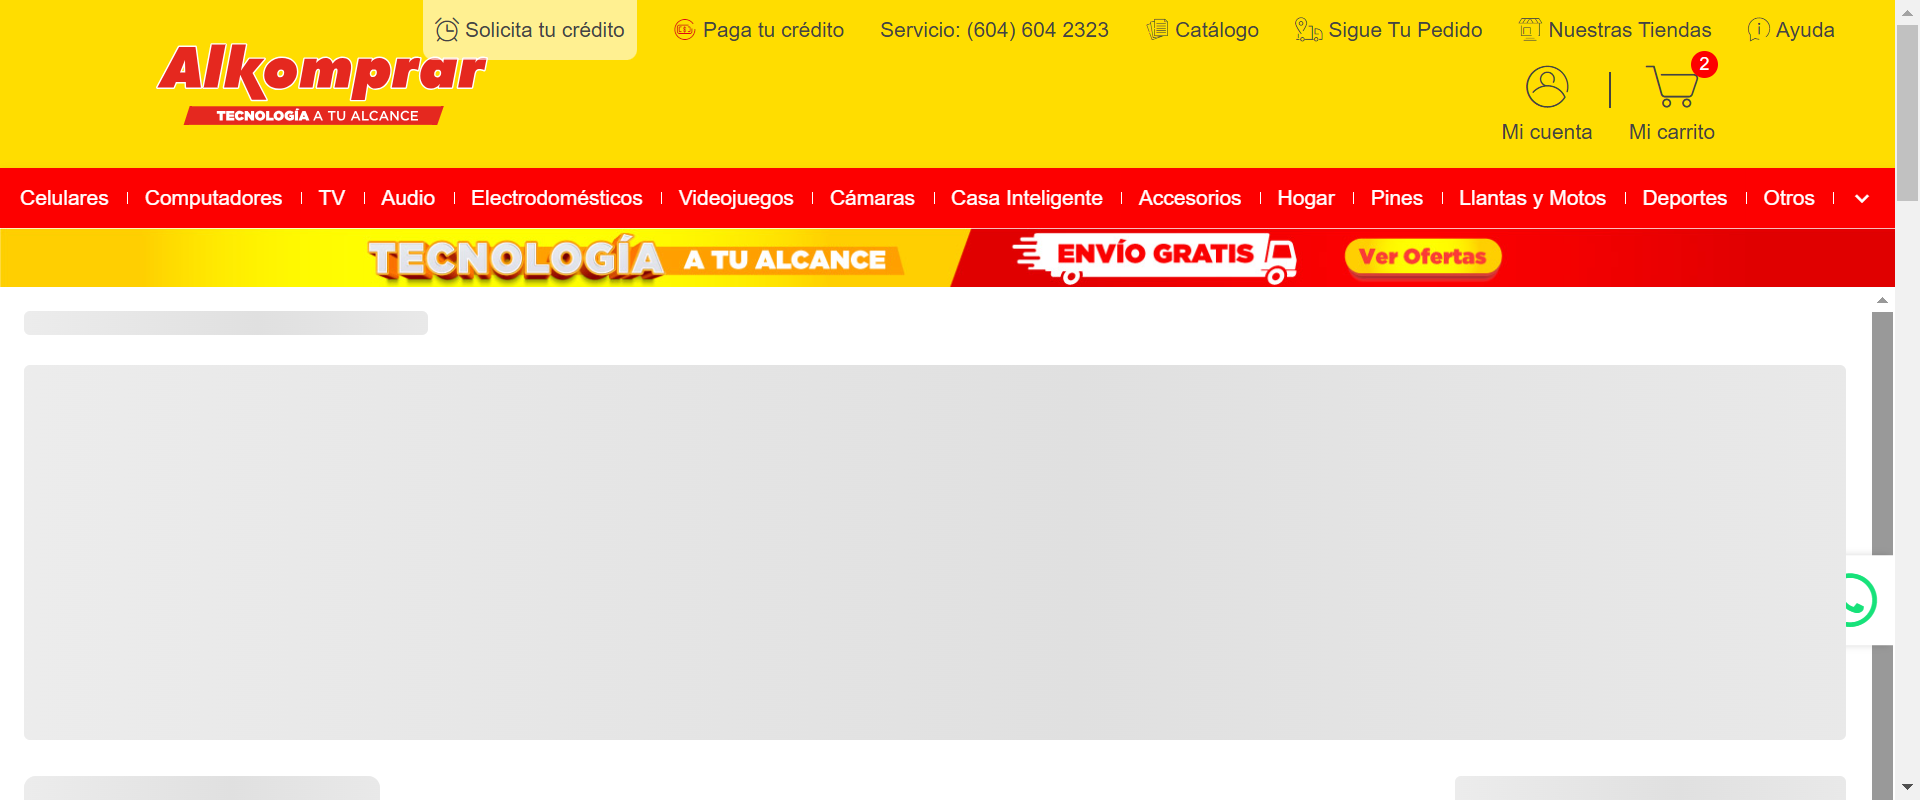 Solicita tu crédito
Paga tu crédito
Servicio: (604) 604 2323
Catálogo
Sigue Tu Pedido
Nuestras Tiendas
Ayuda
Alkomprar
TECNOLOGÍA A TU ALCANCE
2
Mi cuenta
Mi carrito
Celulares
Computadores
TV
Audio
Electrodomésticos
Videojuegos
Cámaras
Casa Inteligente
Accesorios
Hogar
Pines
Llantas y Motos
Deportes
Otros
TECNOLOGÍA A TU ALCANCE
ENVÍO GRATIS
Ver Ofertas